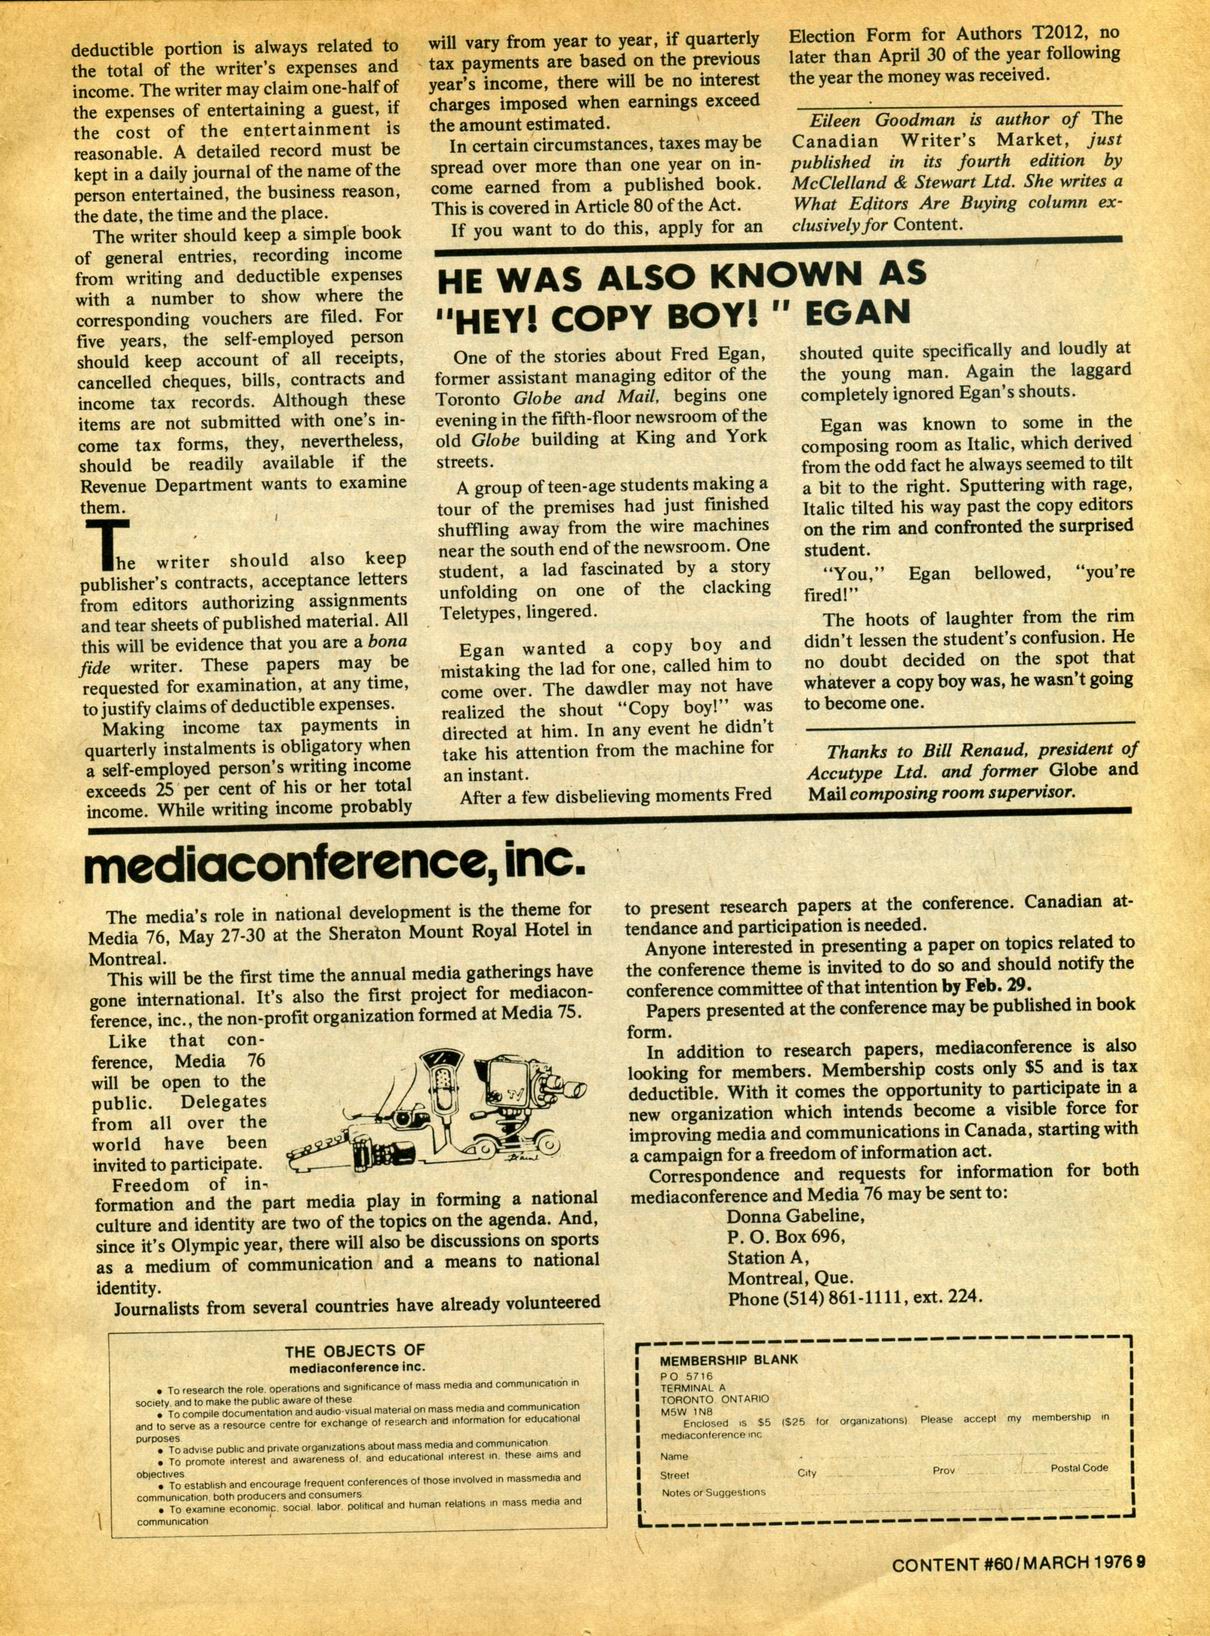 deductible portion is always related to
the total of the writer's expenses and
income. The writer may claim one-half of
the expenses of entertaining a guest, if
the cost of the entertainment is
reasonable. A detailed record must be
kept in a daily journal of the name of the
person entertained, the business reason,
the date, the time and the place.
The writer should keep a simple book
of general entries, recording income
from writing and deductible expenses
with a number to show where the
corresponding vouchers are filed. For
five years, the self-employed person
should keep account of all receipts,
cancelled cheques, bills, contracts and
income tax records. Although these
items are not submitted with one's in-
come tax forms, they, nevertheless,
should be readily available if the
Revenue Department wants to examine
them.
The writer should also keep
publisher's contracts, acceptance letters
from editors authorizing assignments
and tear sheets of published material. All
this will be evidence that you are a bona
fide writer. These papers may be
requested for examination, at any time,
to justify claims of deductible expenses.
Making income tax payments in
quarterly instalments is obligatory when
a self-employed person's writing income
exceeds 25 per cent of his or her total
income. While writing income probably
will vary from year to year, if quarterly
tax payments are based on the previous
year's income, there will be no interest
charges imposed when earnings exceed
the amount estimated.
In certain circumstances, taxes may be
spread over more than one year on in-
come earned from a published book.
This is covered in Article 80 of the Act.
If you want to do this, apply for an
Election Form for Authors T2012, no
later than April 30 of the year following
the year the money was received.
Eileen Goodman is author of The
Canadian Writer's Market, just
published in its fourth edition by
McClelland & Stewart Ltd. She writes a
What Editors Are Buying column ex-
clusively for Content.
HE WAS ALSO KNOWN AS
"HEY! COPY BOY! " EGAN
One of the stories about Fred Egan,
former assistant managing editor of the
Toronto Globe and Mail, begins one
evening in the fifth-floor newsroom of the
old Globe building at King and York
streets.
A group of teen-age students making a
tour of the premises had just finished
shuffling away from the wire machines
near the south end of the newsroom. One
student, a lad fascinated by a story
unfolding on one of the clacking
Teletypes, lingered.
Egan wanted a copy boy and
mistaking the lad for one, called him to
come over. The dawdler may not have
realized the shout "Copy boy!" was
directed at him. In any event he didn't
take his attention from the machine for
an instant.
After a few disbelieving moments Fred
shouted quite specifically and loudly at
the young man. Again the laggard
completely ignored Egan's shouts.
Egan was known to some in the
composing room as Italic, which derived
from the odd fact he always seemed to tilt
a bit to the right. Sputtering with rage,
Italic tilted his way past the copy editors
on the rim and confronted the surprised
student.
"You," Egan bellowed, "you're
fired!"
The hoots of laughter from the rim
didn't lessen the student's confusion. He
no doubt decided on the spot that
whatever a copy boy was, he wasn't going
to become one.
Thanks to Bill Renaud, president of
Accutype Ltd. and former Globe and
Mail composing room supervisor.
mediaconference, inc.
The media's role in national development is the theme for
Media 76, May 27-30 at the Sheraton Mount Royal Hotel in
Montreal.
This will be the first time the annual media gatherings have
gone international. It's also the first project for mediacon-
ference, inc., the non-profit organization formed at Media 75.
Like that con-
ference, Media 76
will be open to the
public. Delegates
from all over the
world have been
invited to participate.
Freedom of in-
formation and the part media play in forming a national
culture and identity are two of the topics on the agenda. And,
since it's Olympic year, there will also be discussions on sports
as a medium of communication and a means to national
identity.
Journalists from several countries have already volunteered
to present research papers at the conference. Canadian at-
tendance and participation is needed.
Anyone interested in presenting a paper on topics related to
the conference theme is invited to do so and should notify the
conference committee of that intention by Feb. 29.
Papers presented at the conference may be published in book
form.
In addition to research papers, mediaconference is also
looking for members. Membership costs only $5 and is tax
deductible. With it comes the opportunity to participate in a
new organization which intends become a visible force for
improving media and communications in Canada, starting with
a campaign for a freedom of information act.
Correspondence and requests for information for both
mediaconference and Media 76 may be sent to:
Donna Gabeline,
P. O. Box 696,
Station A,
Montreal, Que.
Phone (514) 861-1111, ext. 224.
TV
THE OBJECTS OF
mediaconference inc.
• To research the role, operations and significance of mass media and communication in
society, and to make the public aware of these
• To compile documentation and audio-visual material on mass media and communication
and to serve as a resource centre for exchange of research and information for educational
purposes
• To advise public and private organizations about mass media and communication
• To promote interest and awareness of, and educational interest in, these aims and
objectives
• To establish and encourage frequent conferences of those involved in massmedia and
communication, both producers and consumers
• To examine economic, social, labor, political and human relations in mass media and
communication
MEMBERSHIP BLANK
P O 5716
TERMINAL A
TORONTO ONTARIO
M5W 1N8
Enclosed is $5 ($25 for organizations) Please accept my membership in
mediaconference inc
Name
Street City Prov Postal Code
Notes or Suggestions
CONTENT #60/MARCH 1976 9